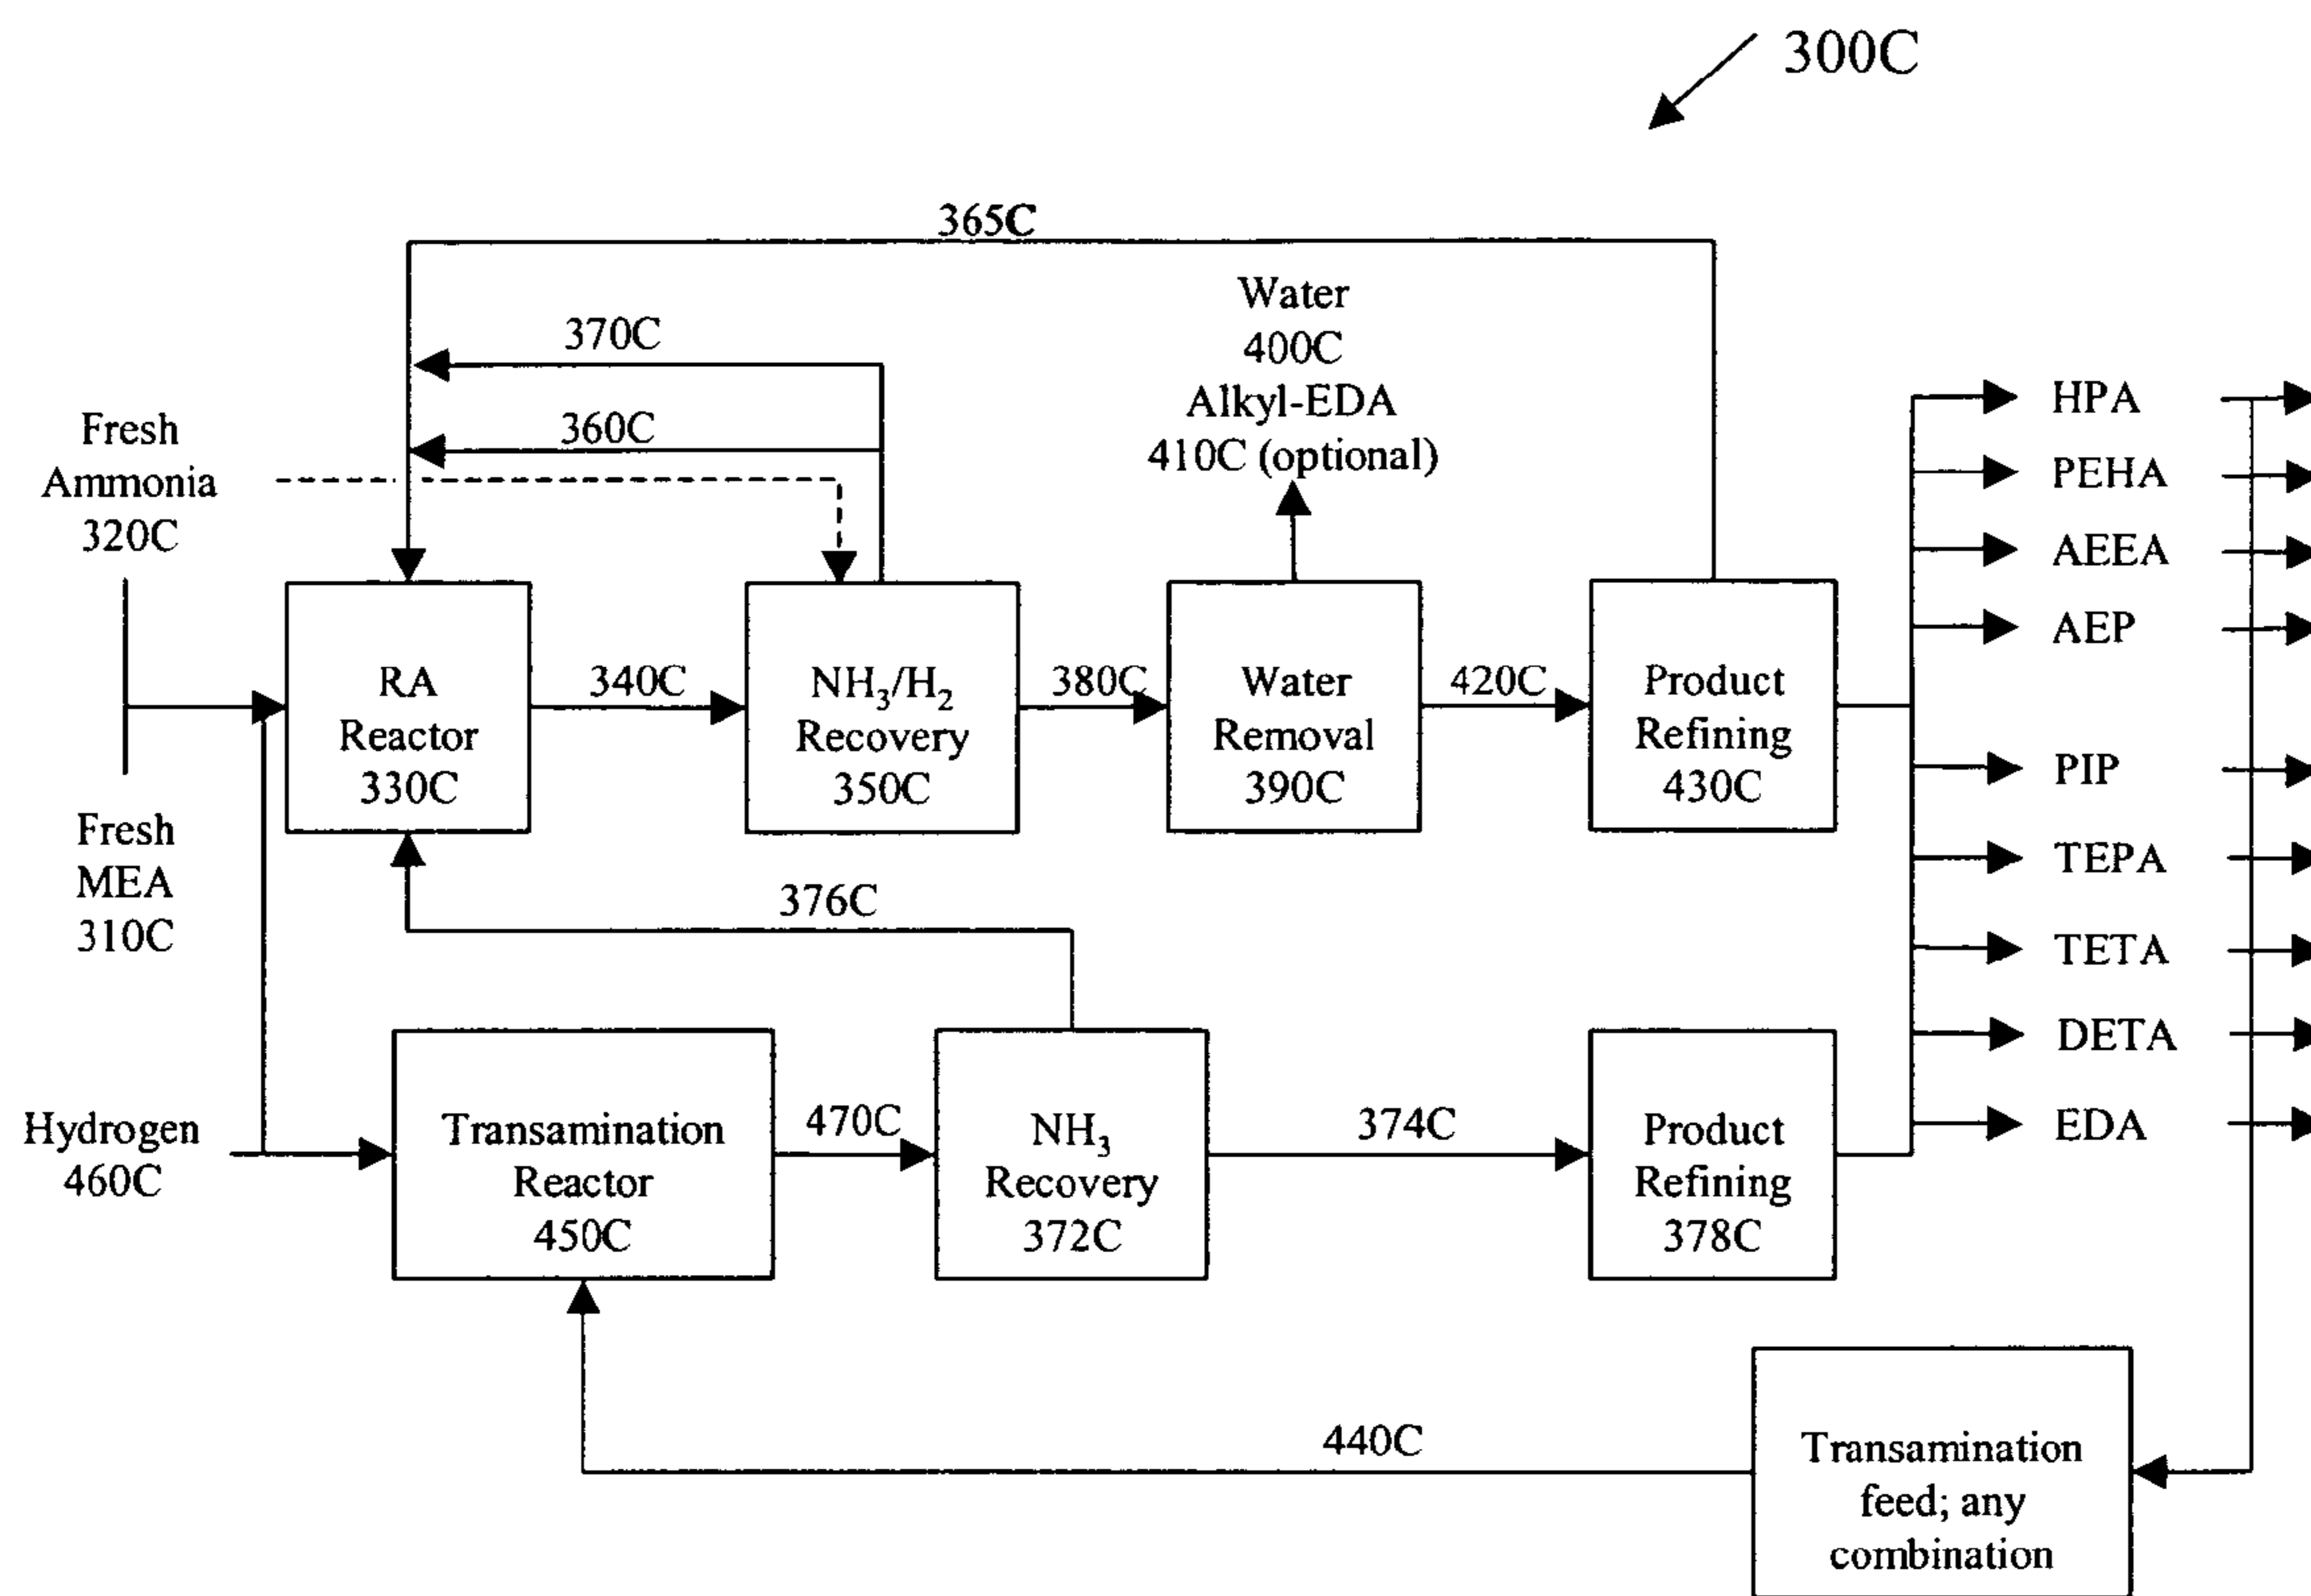 300C
365C
Water
400C
Alkyl-EDA
410C (optional)
370C
360C
Fresh
Ammonia
320C
Fresh
MEA
310C
RA
Reactor
330C
340C
NH₃/H₂
Recovery
350C
380C
Water
Removal
390C
420C
Product
Refining
430C
HPA
PEHA
AEEA
AEP
PIP
TEPA
TETA
DETA
EDA
376C
Hydrogen
460C
Transamination
Reactor
450C
470C
NH₃
Recovery
372C
374C
Product
Refining
378C
440C
Transamination
feed; any
combination